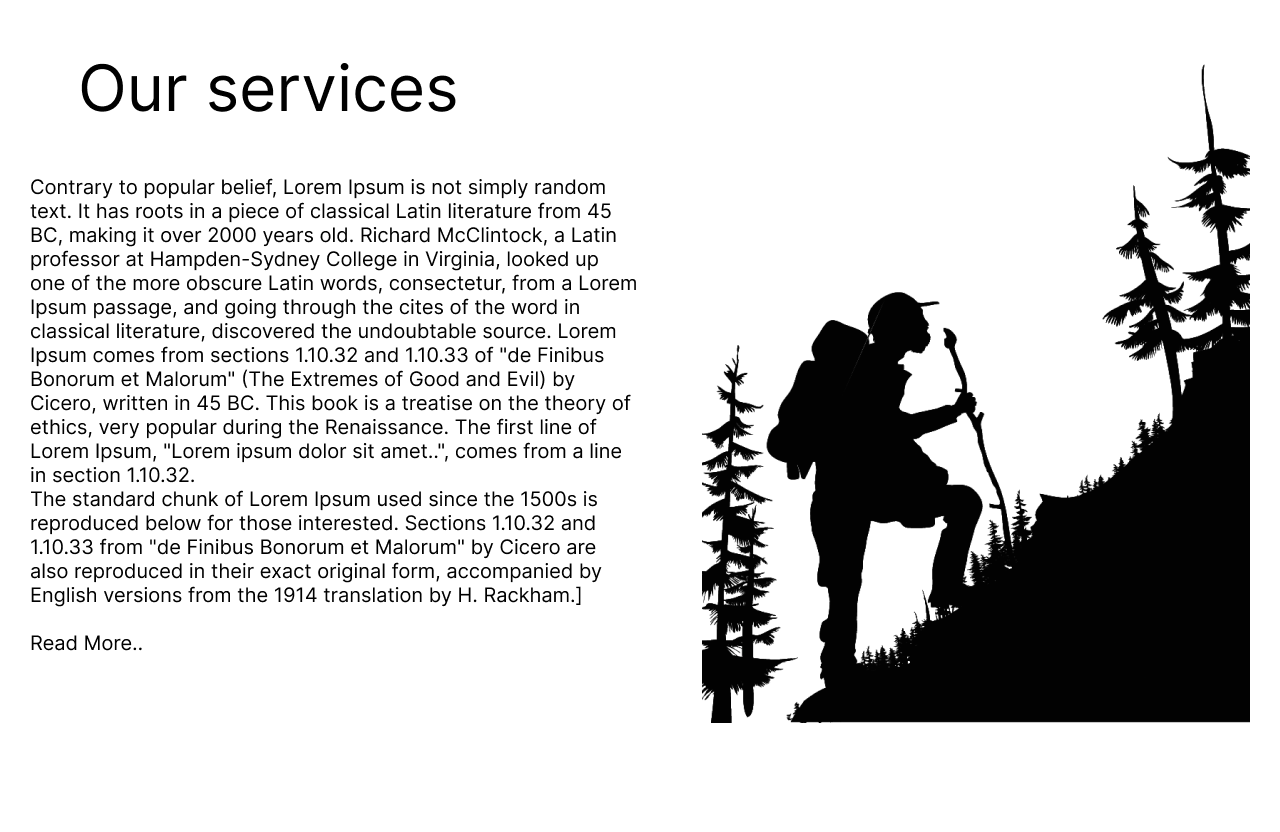 Our services
Contrary to popular belief, Lorem Ipsum is not simply random
text. It has roots in a piece of classical Latin literature from 45
BC, making it over 2000 years old. Richard McClintock, a Latin
professor at Hampden-Sydney College in Virginia, looked up
one of the more obscure Latin words, consectetur, from a Lorem
Ipsum passage, and going through the cites of the word in
classical literature, discovered the undoubtable source. Lorem
Ipsum comes from sections 1.10.32 and 1.10.33 of "de Finibus
Bonorum et Malorum" (The Extremes of Good and Evil) by
Cicero, written in 45 BC. This book is a treatise on the theory of
ethics, very popular during the Renaissance. The first line of
Lorem Ipsum, "Lorem ipsum dolor sit amet..", comes from a line
in section 1.10.32.
The standard chunk of Lorem Ipsum used since the 1500s is
reproduced below for those interested. Sections 1.10.32 and
1.10.33 from "de Finibus Bonorum et Malorum" by Cicero are
also reproduced in their exact original form, accompanied by
English versions from the 1914 translation by H. Rackham.]
Read More..